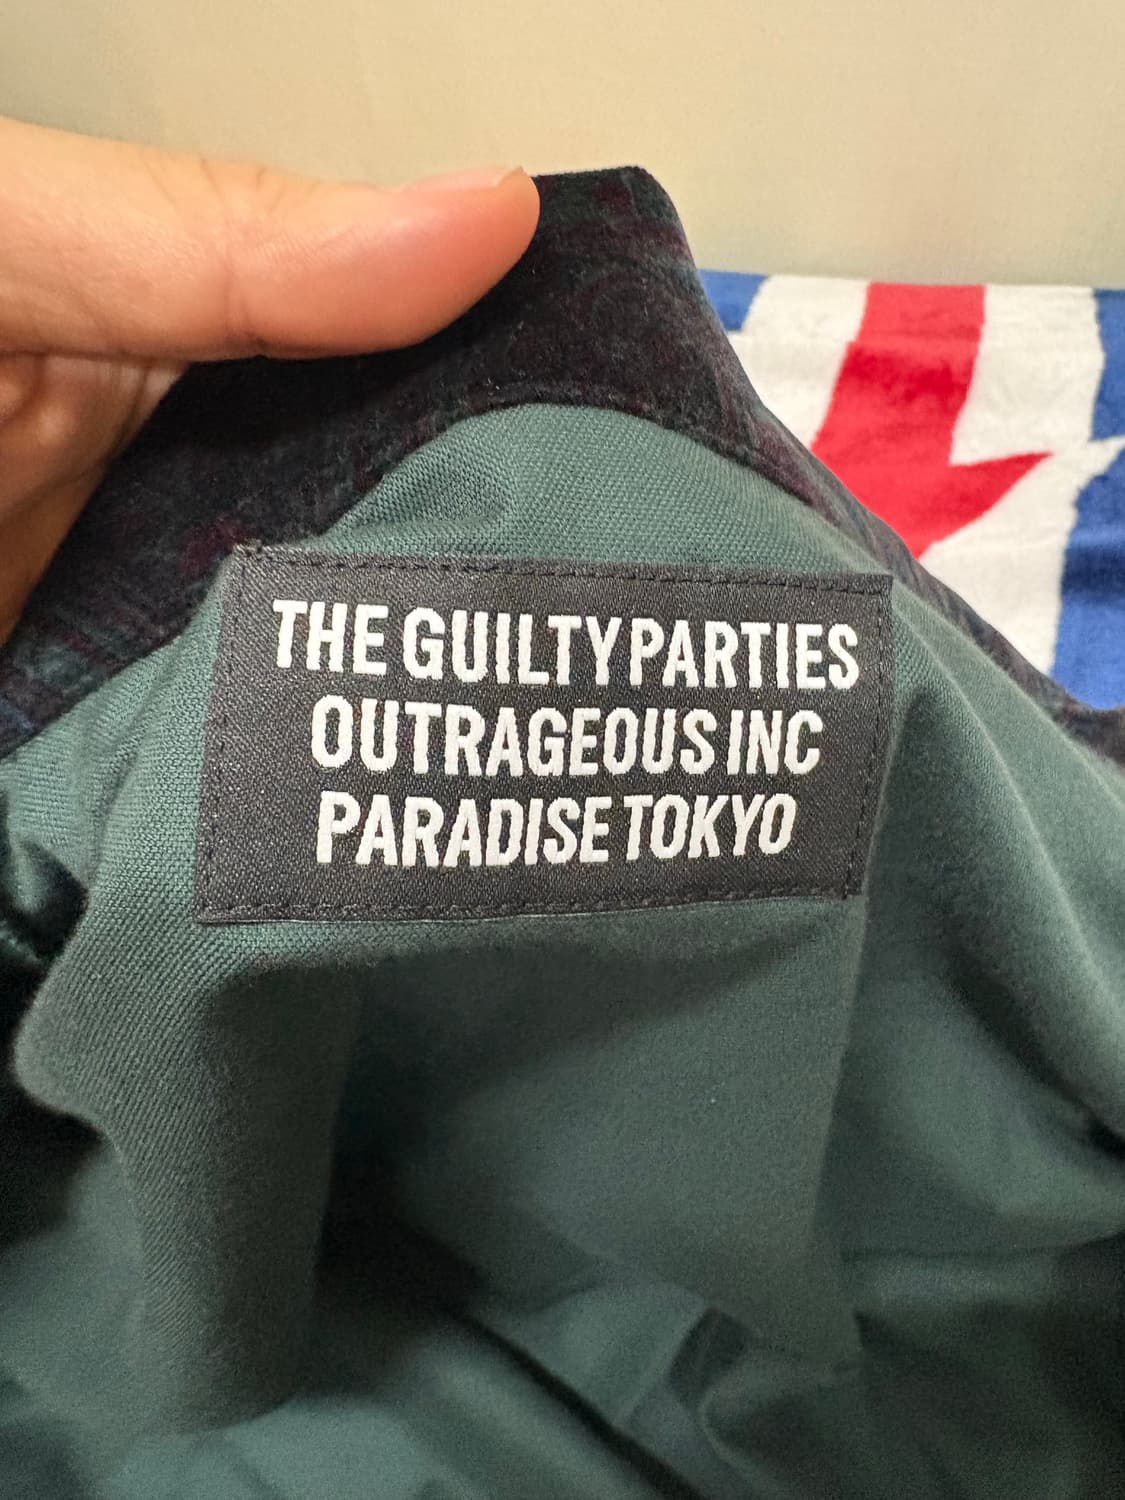 THE GUILTY PARTIES
OUTRAGEOUS INC
PARADISE TOKYO